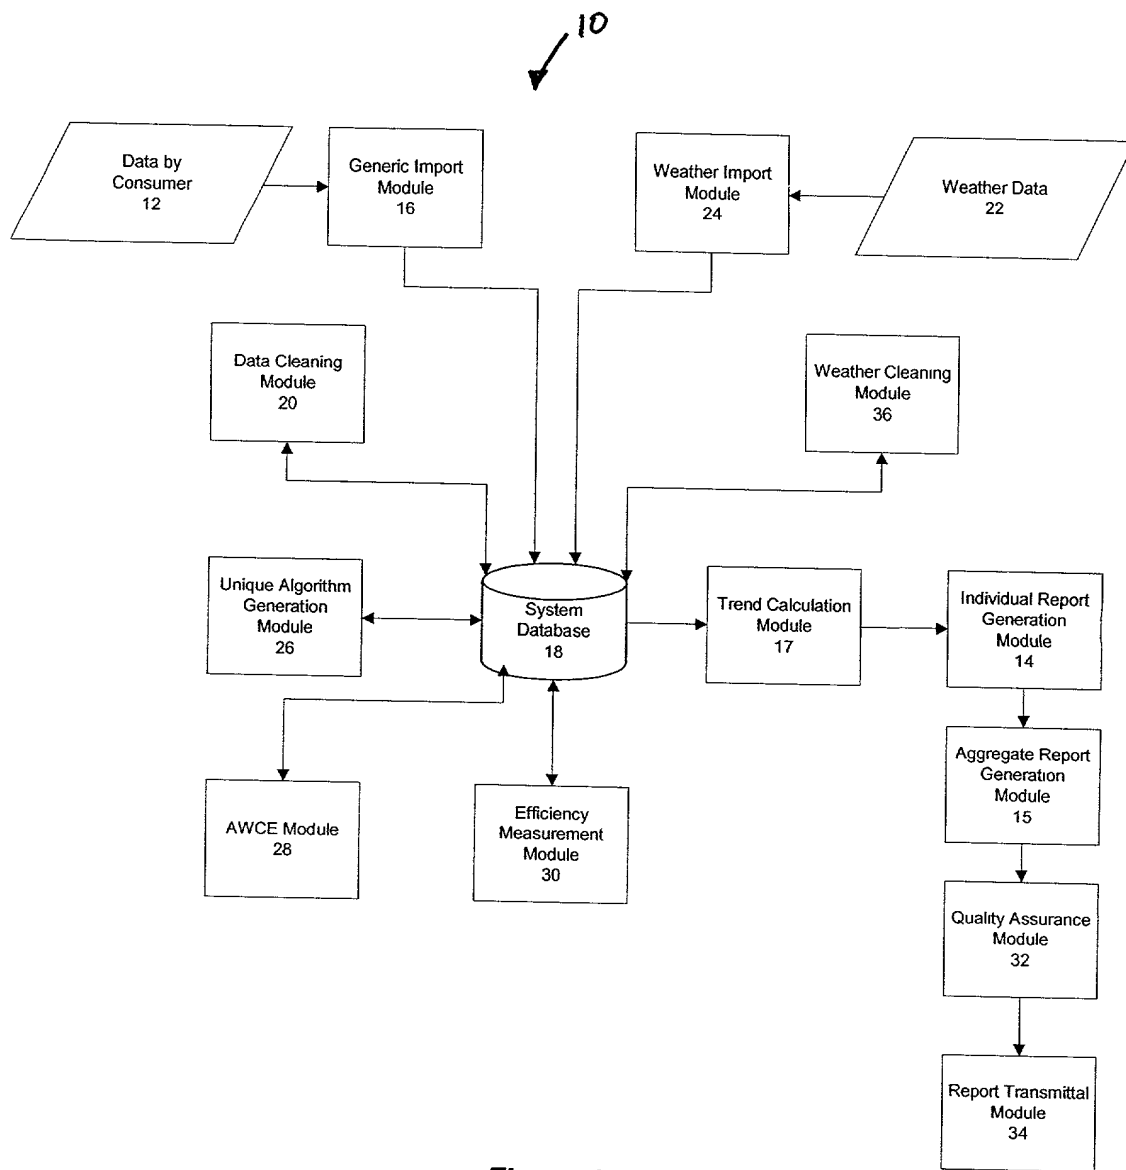 10
Data by
Consumer
12
Generic Import
Module
16
Weather Import
Module
24
Weather Data
22
Data Cleaning
Module
20
Weather Cleaning
Module
36
Unique Algorithm
Generation
Module
26
System
Database
18
Trend Calculation
Module
17
Individual Report
Generation
Module
14
Aggregate Report
Generation
Module
15
AWCE Module
28
Efficiency
Measurement
Module
30
Quality Assurance
Module
32
Report Transmittal
Module
34